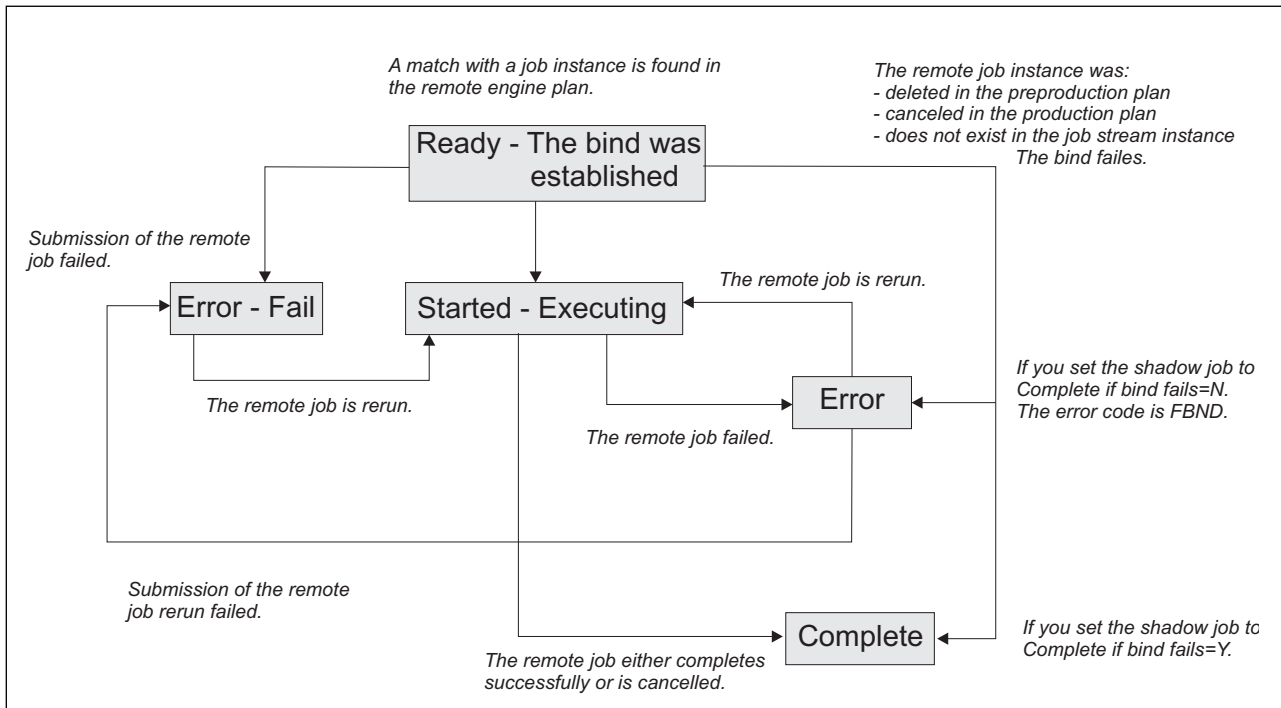 A match with a job instance is found in
the remote engine plan.
The remote job instance was:
- deleted in the preproduction plan
- canceled in the production plan
- does not exist in the job stream instance
The bind failes.
Ready - The bind was
established
Submission of the remote
job failed.
The remote job is rerun.
Error - Fail
Started - Executing
The remote job is rerun.
Error
If you set the shadow job to
Complete if bind fails=N.
The error code is FBND.
The remote job failed.
Submission of the remote
job rerun failed.
Complete
If you set the shadow job to
Complete if bind fails=Y.
The remote job either completes
successfully or is cancelled.